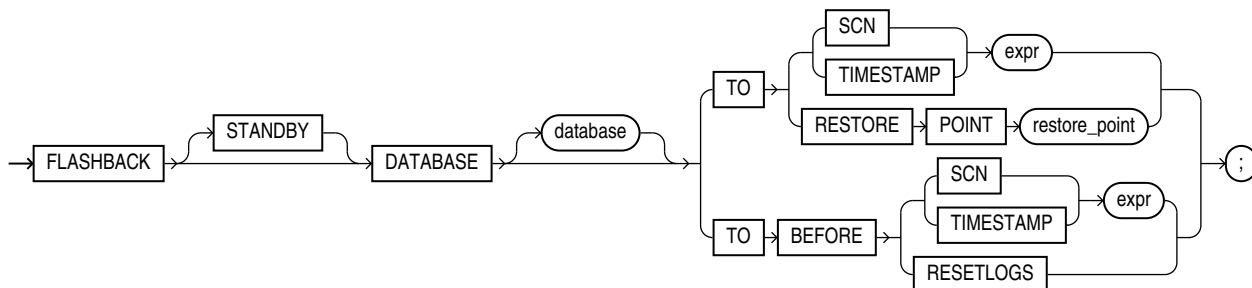 FLASHBACK STANDBY DATABASE database
TO SCN TIMESTAMP expr
RESTORE POINT restore_point
TO BEFORE SCN TIMESTAMP expr
RESETLOGS
;